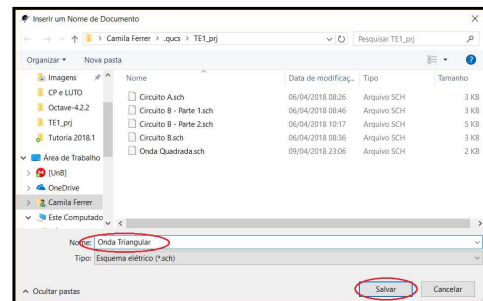 Inserir um Nome de Documento
Camila Ferrer > .qucs > TE1_prj
Pesquisar TE1_prj
Organizar Nova pasta
Nome Data de modificaç... Tipo Tamanho
Imagens
CP e LUTO
Octave-4.2.2
TE1_prj
Tutoria 2018.1
Área de Trabalho
[UnB]
OneDrive
Camila Ferrer
Este Computado
Circuito A.sch 06/04/2018 08:26 Arquivo SCH 3 KB
Circuito B - Parte 1.sch 06/04/2018 08:46 Arquivo SCH 3 KB
Circuito B - Parte 2.sch 06/04/2018 10:17 Arquivo SCH 5 KB
Circuito B.sch 06/04/2018 08:36 Arquivo SCH 3 KB
Onda Quadrada.sch 09/04/2018 23:06 Arquivo SCH 2 KB
Nome: Onda Triangular
Tipo: Esquema elétrico (*.sch)
Ocultar pastas
Salvar Cancelar